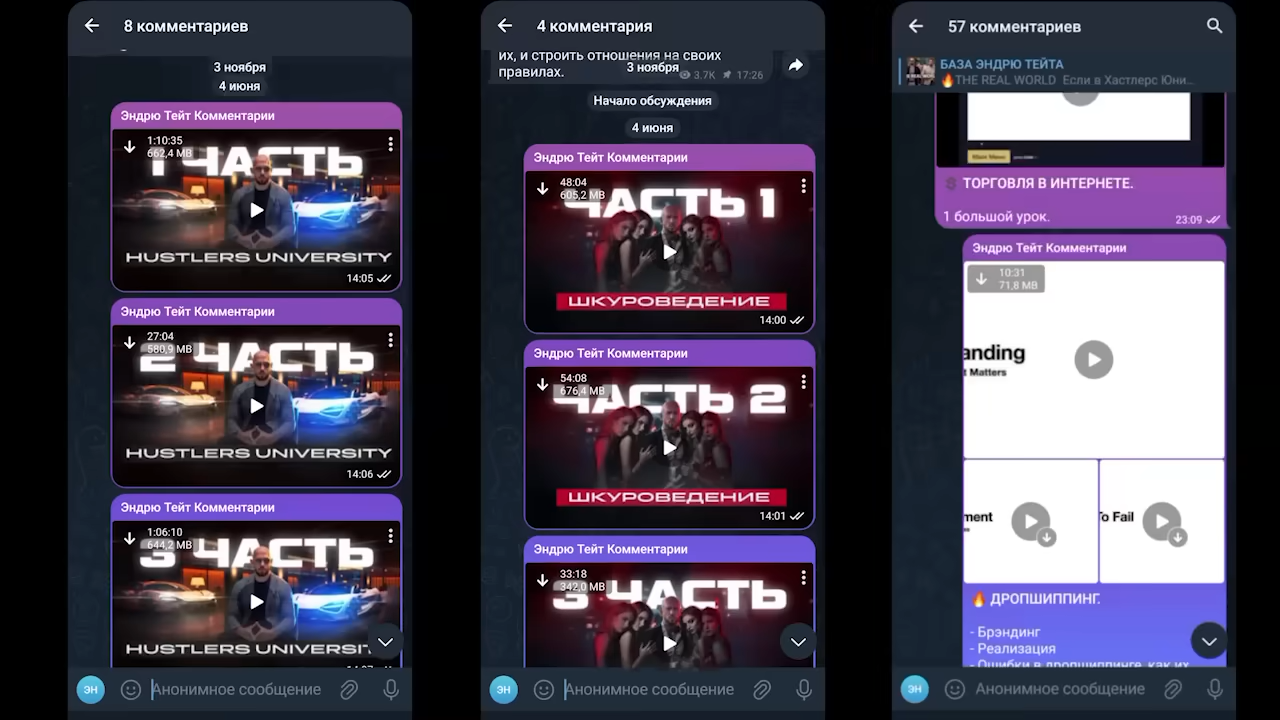 8 комментариев
3 ноября
4 июня
Эндрю Тейт Комментарии
1:10:35
662,4 MB
1 ЧАСТЬ
HUSTLERS UNIVERSITY
14:05
Эндрю Тейт Комментарии
27:04
580,9 MB
2 ЧАСТЬ
HUSTLERS UNIVERSITY
14:06
Эндрю Тейт Комментарии
1:06:10
644,2 MB
3 ЧАСТЬ
HUSTLERS UNIVERSITY
ЭН
Анонимное сообщение
4 комментария
их, и строить отношения на своих
правилах.
3 ноября
3.7K
17:26
Начало обсуждения
4 июня
Эндрю Тейт Комментарии
48:04
605,2 MB
ЧАСТЬ 1
ШКУРОВЕДЕНИЕ
14:00
Эндрю Тейт Комментарии
54:08
676,4 MB
ЧАСТЬ 2
ШКУРОВЕДЕНИЕ
14:01
Эндрю Тейт Комментарии
33:18
342,0 MB
3 ЧАСТЬ
ЭН
Анонимное сообщение
57 комментариев
БАЗА ЭНДРЮ ТЕЙТА
🔥THE REAL WORLD Если в Хастлерс Юни...
ТОРГОВЛЯ В ИНТЕРНЕТЕ.
1 большой урок.
23:09
Эндрю Тейт Комментарии
10:31
71,8 MB
anding
t Matters
ment
To Fail
🔥 ДРОПШИППИНГ.
- Брэндинг
- Реализация
- Ошибки в дропшиппинге, как их
ЭН
Анонимное сообщение